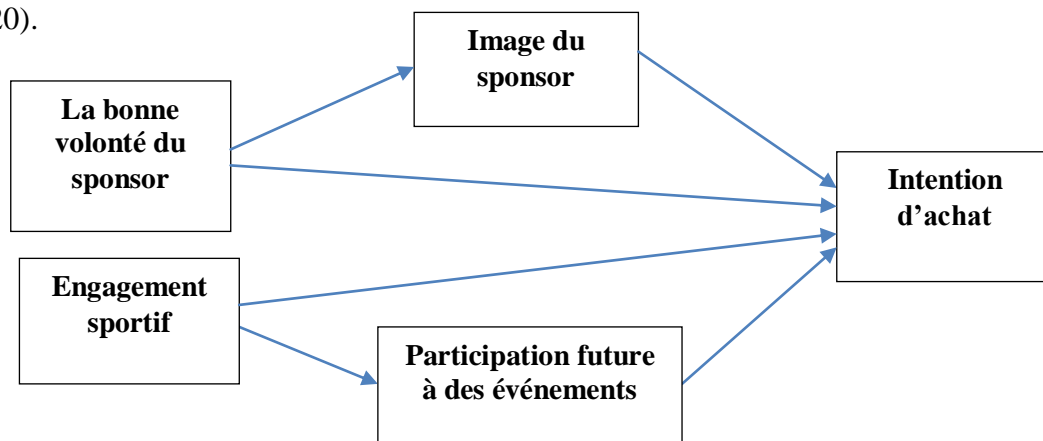 20).
Image du
sponsor
La bonne
volonté du
sponsor
Intention
d’achat
Engagement
sportif
Participation future
à des événements